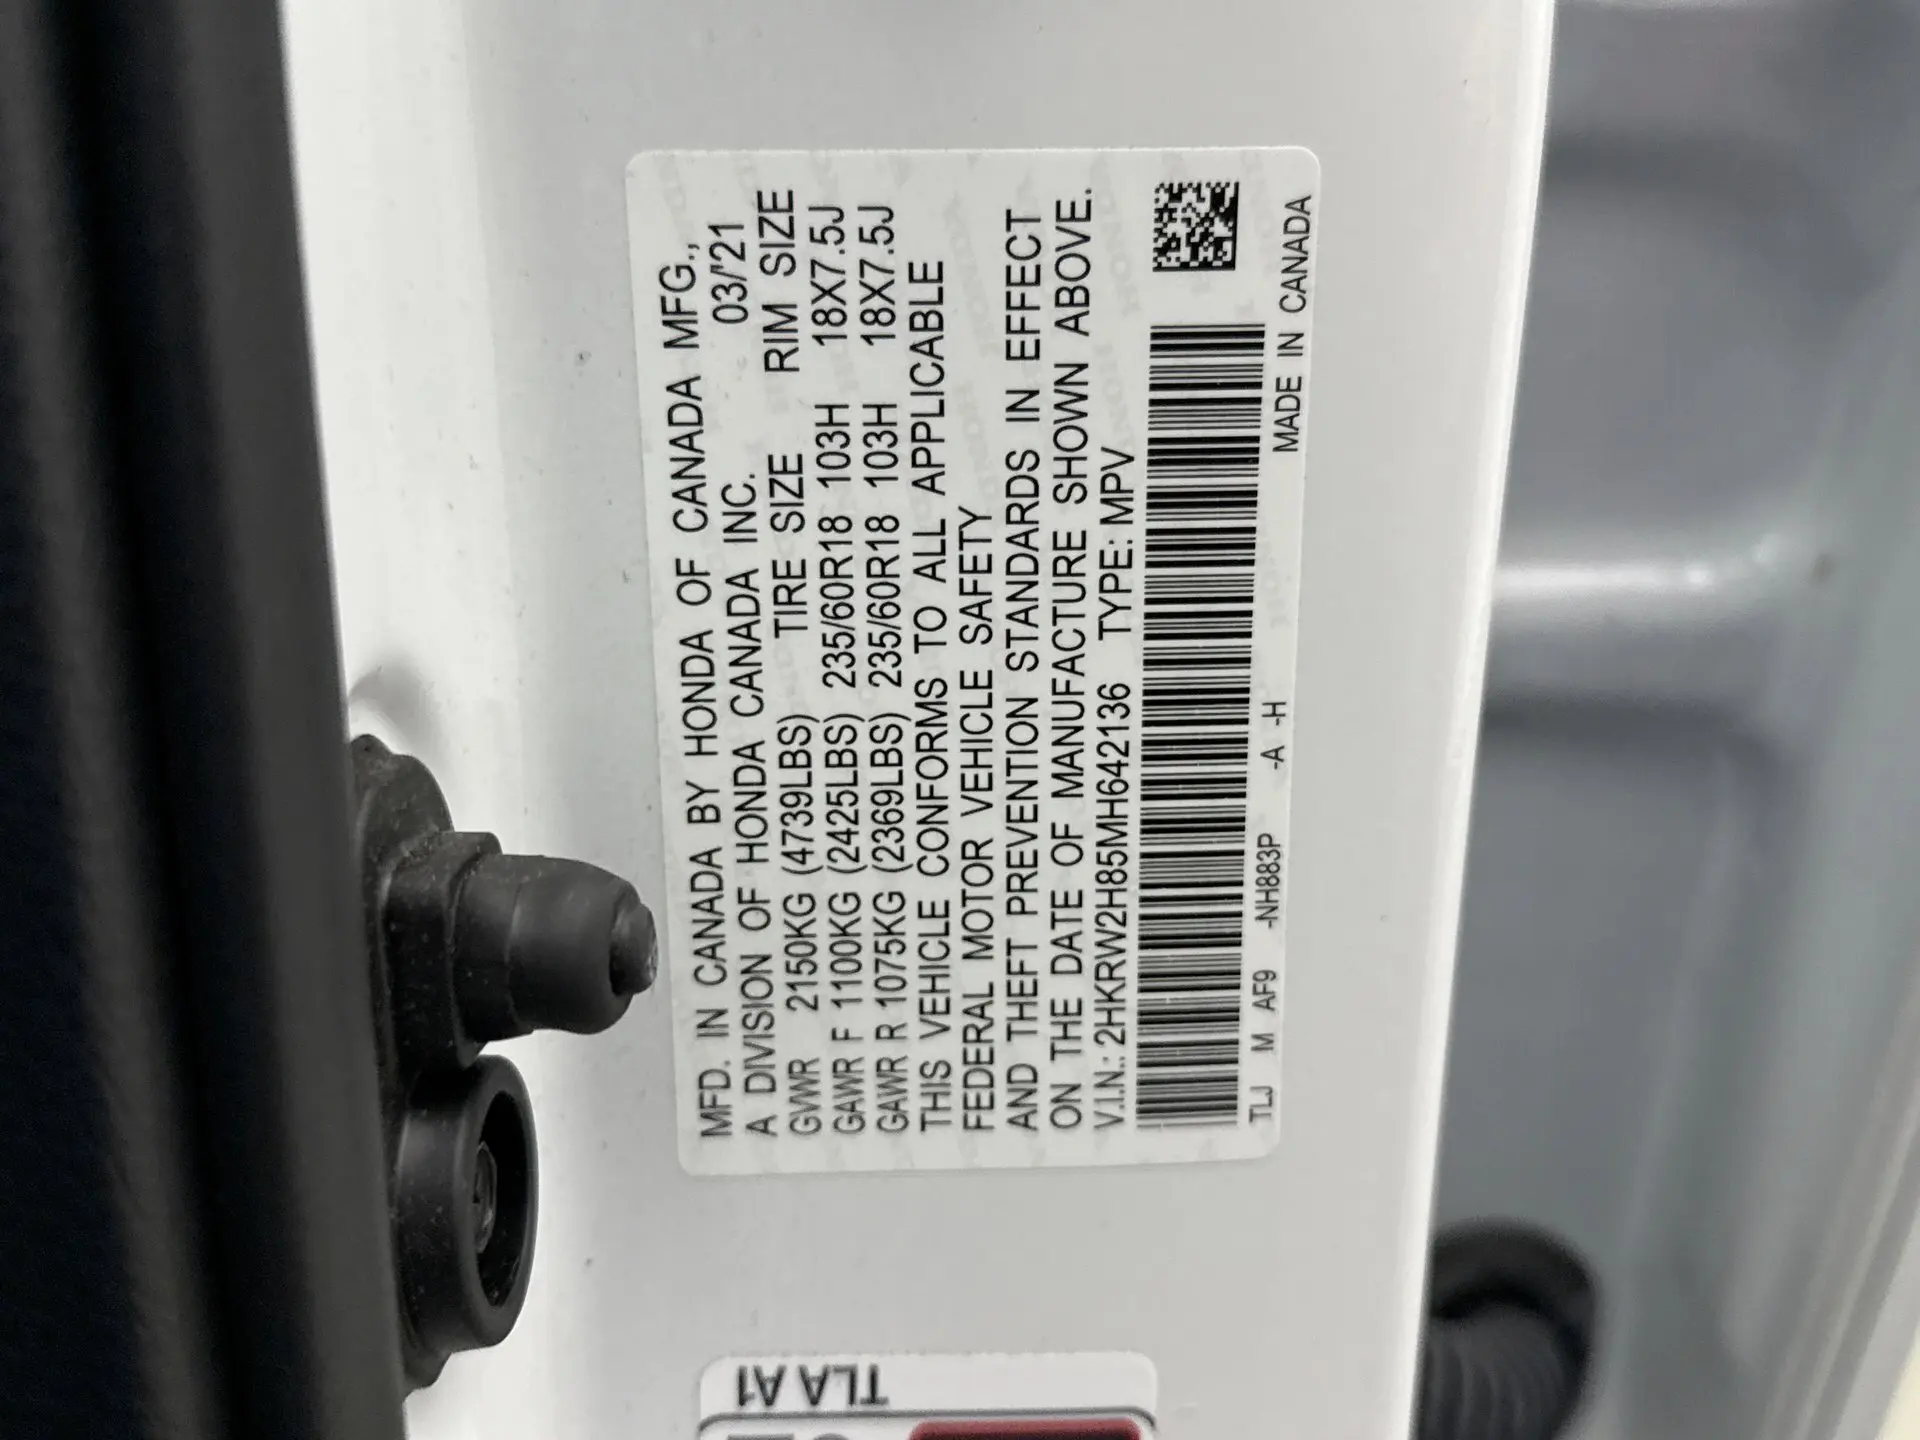 MFD. IN CANADA BY HONDA OF CANADA MFG.,
A DIVISION OF HONDA CANADA INC. 03/'21
GVWR 2150KG (4739LBS) TIRE SIZE RIM SIZE
GAWR F 1100KG (2425LBS) 235/60R18 103H 18X7.5J
GAWR R 1075KG (2369LBS) 235/60R18 103H 18X7.5J
THIS VEHICLE CONFORMS TO ALL APPLICABLE
FEDERAL MOTOR VEHICLE SAFETY
AND THEFT PREVENTION STANDARDS IN EFFECT
ON THE DATE OF MANUFACTURE SHOWN ABOVE.
V.I.N.: 2HKRW2H85MH642136 TYPE: MPV
TLJ M AF9 -NH883P -A -H MADE IN CANADA
TLA A1